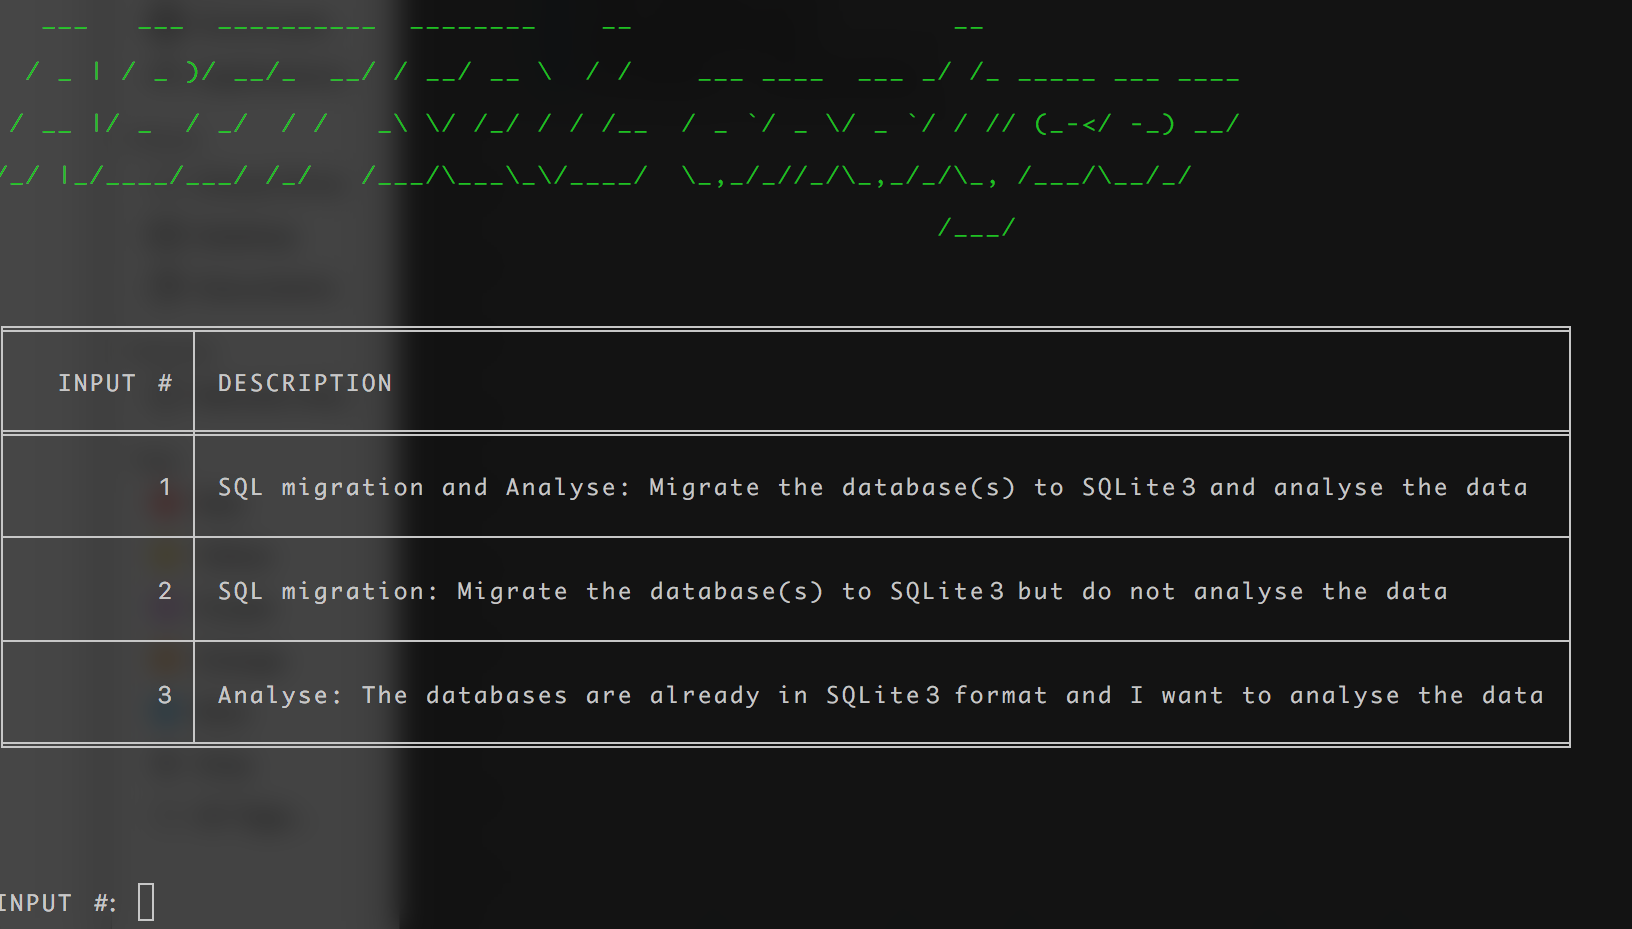 ___   ___  __________  ________    __                    __
  / _ | / _ )/ __/_  __/ / __/ __ \  / /    ___ ____  ___ _/ /_ _____ ___ ____
 / __ |/ _  / _/  / /   _\ \/ /_/ / / /__  / _ `/ _ \/ _ `/ / // (_-</ -_) __/
/_/ |_/____/___/ /_/   /___/\___\_\/____/  \_,_/_//_/\_,_/_/\_, /___/\__/_/
                                                           /___/
INPUT # DESCRIPTION
1 SQL migration and Analyse: Migrate the database(s) to SQLite3 and analyse the data
2 SQL migration: Migrate the database(s) to SQLite3 but do not analyse the data
3 Analyse: The databases are already in SQLite3 format and I want to analyse the data
INPUT #: